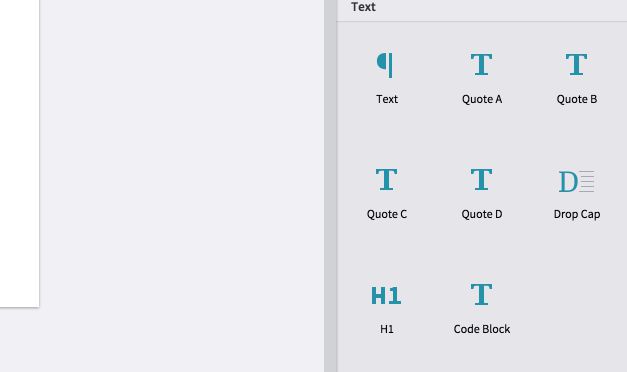 Text
¶
T
T
Text
Quote A
Quote B
T
T
D
Quote C
Quote D
Drop Cap
H1
T
H1
Code Block